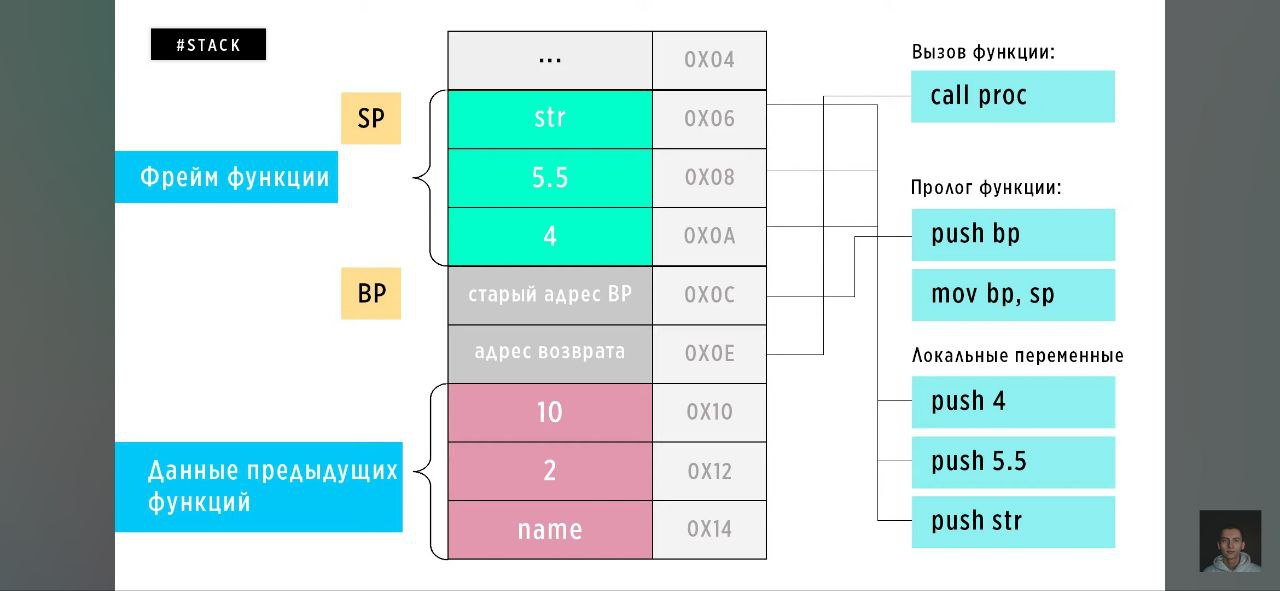 #STACK
... 0X04
SP
str 0X06
Фрейм функции
5.5 0X08
4 0X0A
BP
старый адрес BP 0X0C
адрес возврата 0X0E
10 0X10
Данные предыдущих
функций
2 0X12
name 0X14
Вызов функции:
call proc
Пролог функции:
push bp
mov bp, sp
Локальные переменные
push 4
push 5.5
push str